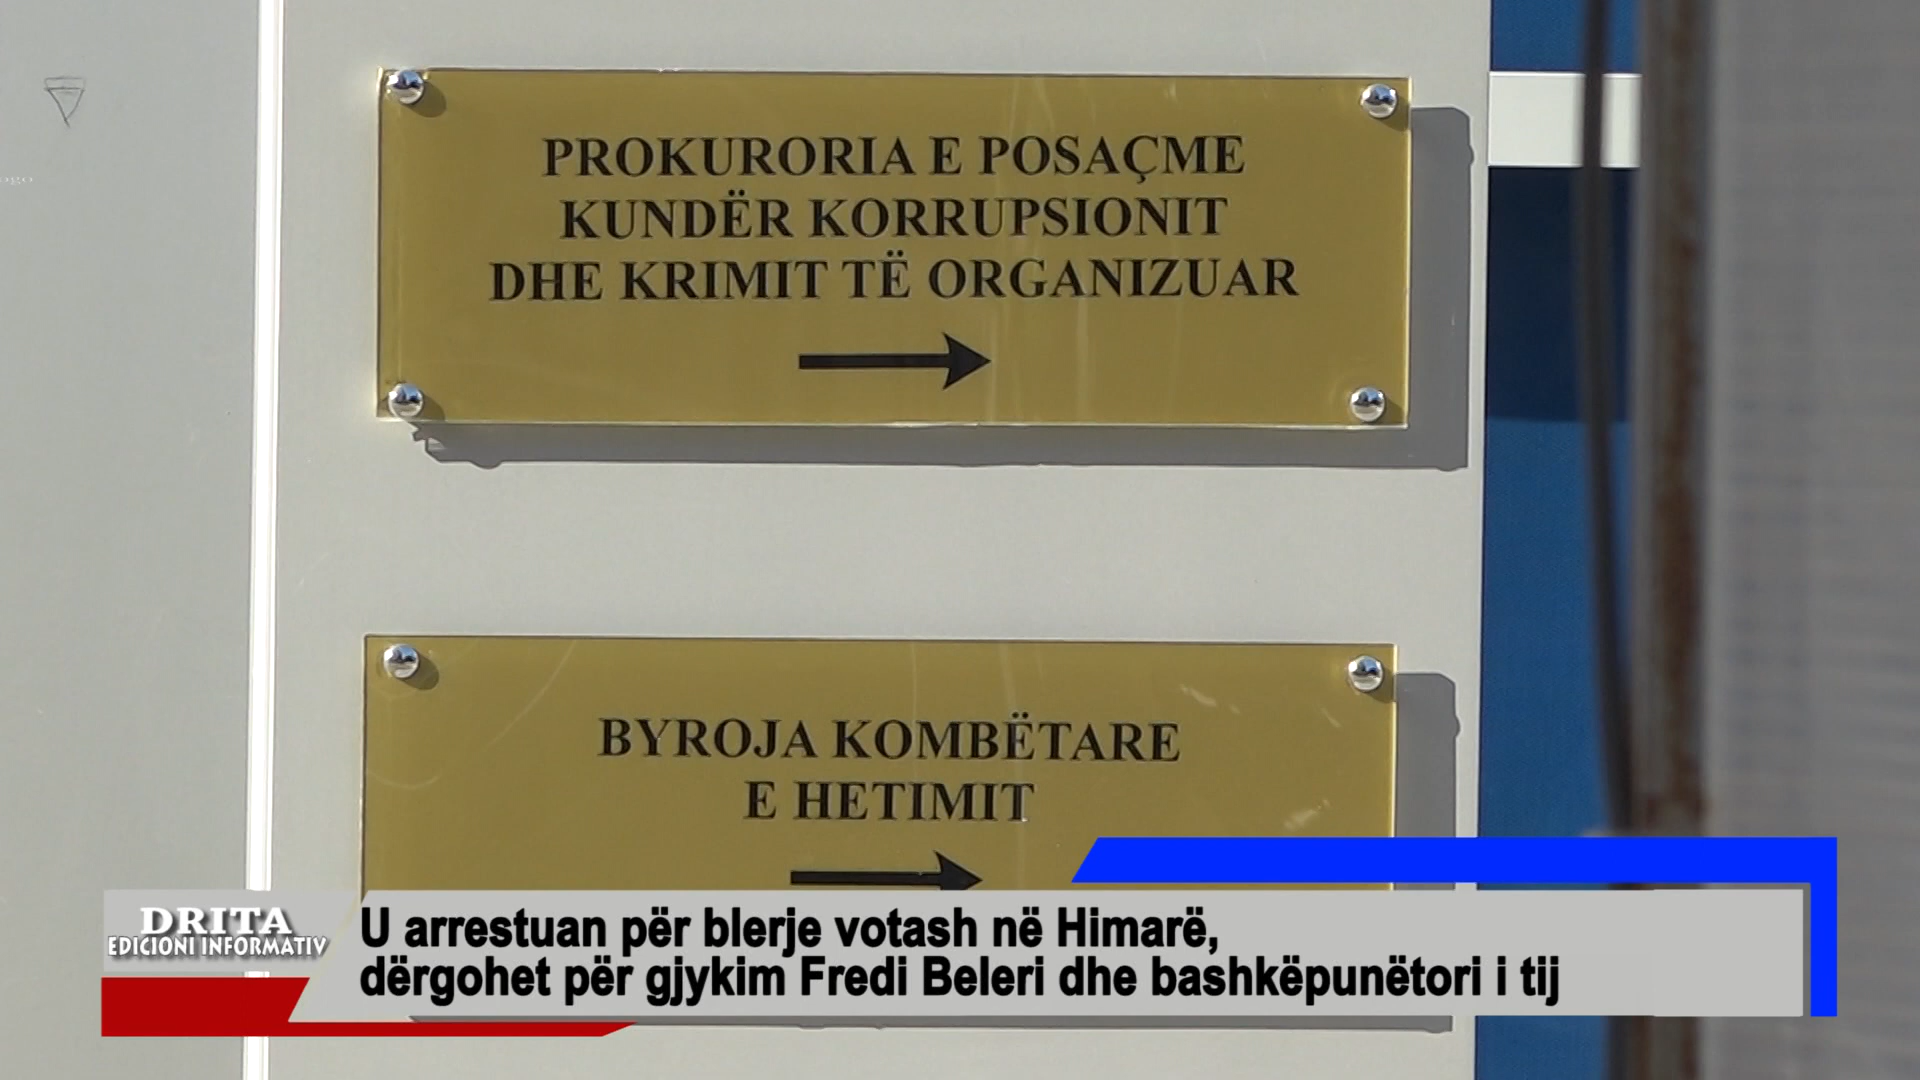 PROKURORIA E POSAÇME
KUNDËR KORRUPSIONIT
DHE KRIMIT TË ORGANIZUAR
BYROJA KOMBËTARE
E HETIMIT
DRITA
EDICIONI INFORMATIV
U arrestuan për blerje votash në Himarë,
dërgohet për gjykim Fredi Beleri dhe bashkëpunëtori i tij